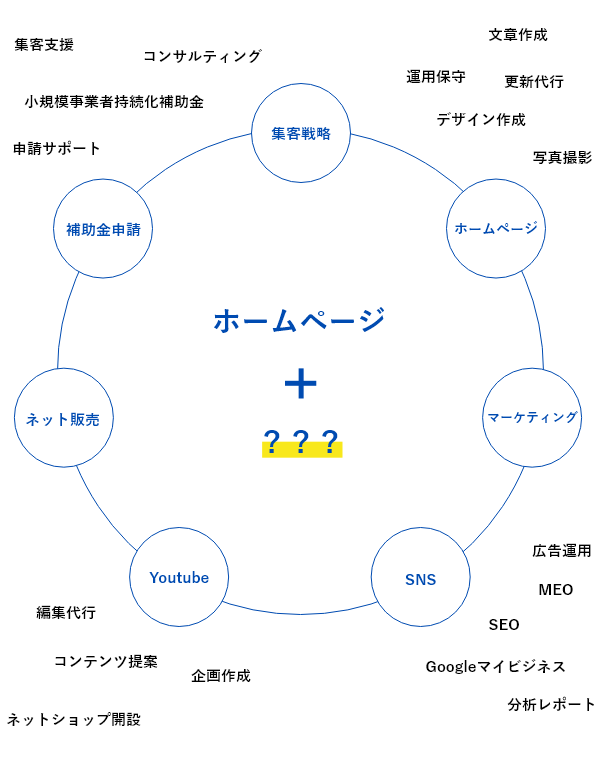 文章作成
集客支援
コンサルティング
運用保守
更新代行
小規模事業者持続化補助金
デザイン作成
集客戦略
申請サポート
写真撮影
補助金申請
ホームページ
ホームページ
+
？？？
ネット販売
マーケティング
広告運用
Youtube
SNS
MEO
編集代行
SEO
コンテンツ提案
Googleマイビジネス
企画作成
分析レポート
ネットショップ開設